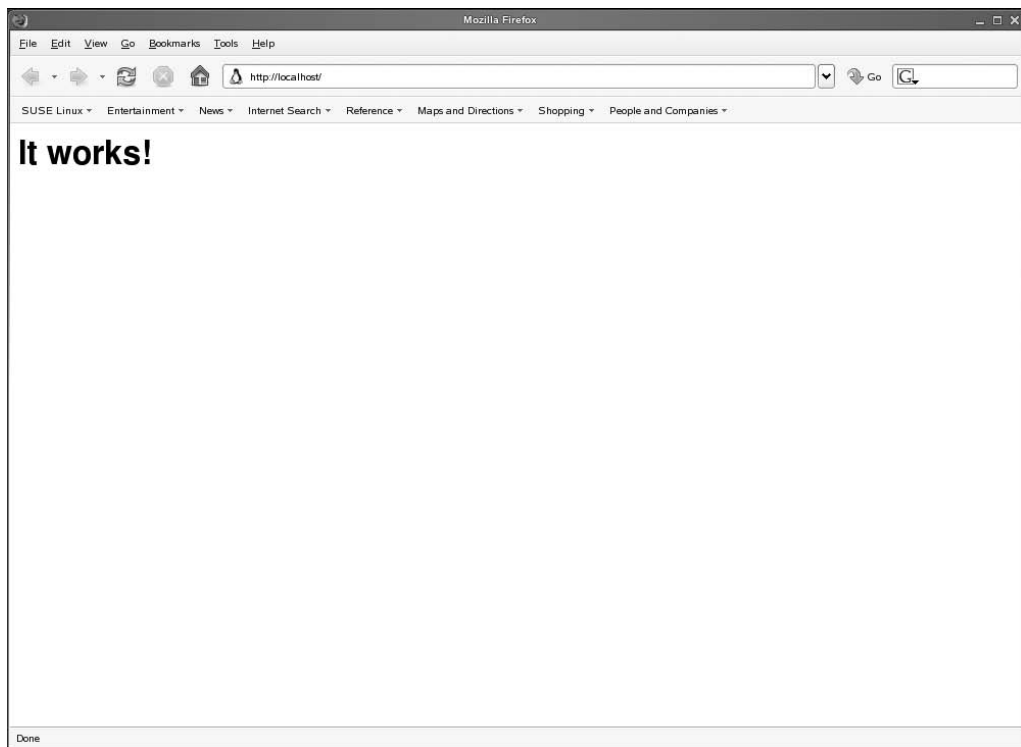 Mozilla Firefox
File Edit View Go Bookmarks Tools Help
http://localhost/ Go G
SUSE Linux Entertainment News Internet Search Reference Maps and Directions Shopping People and Companies
It works!
Done